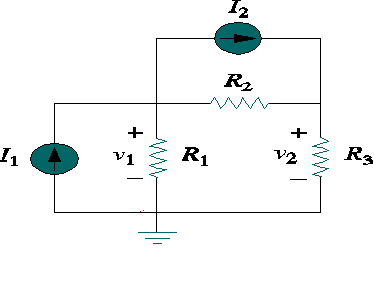 I2
R2
+ +
I1 v1 R1 v2 R3
− −